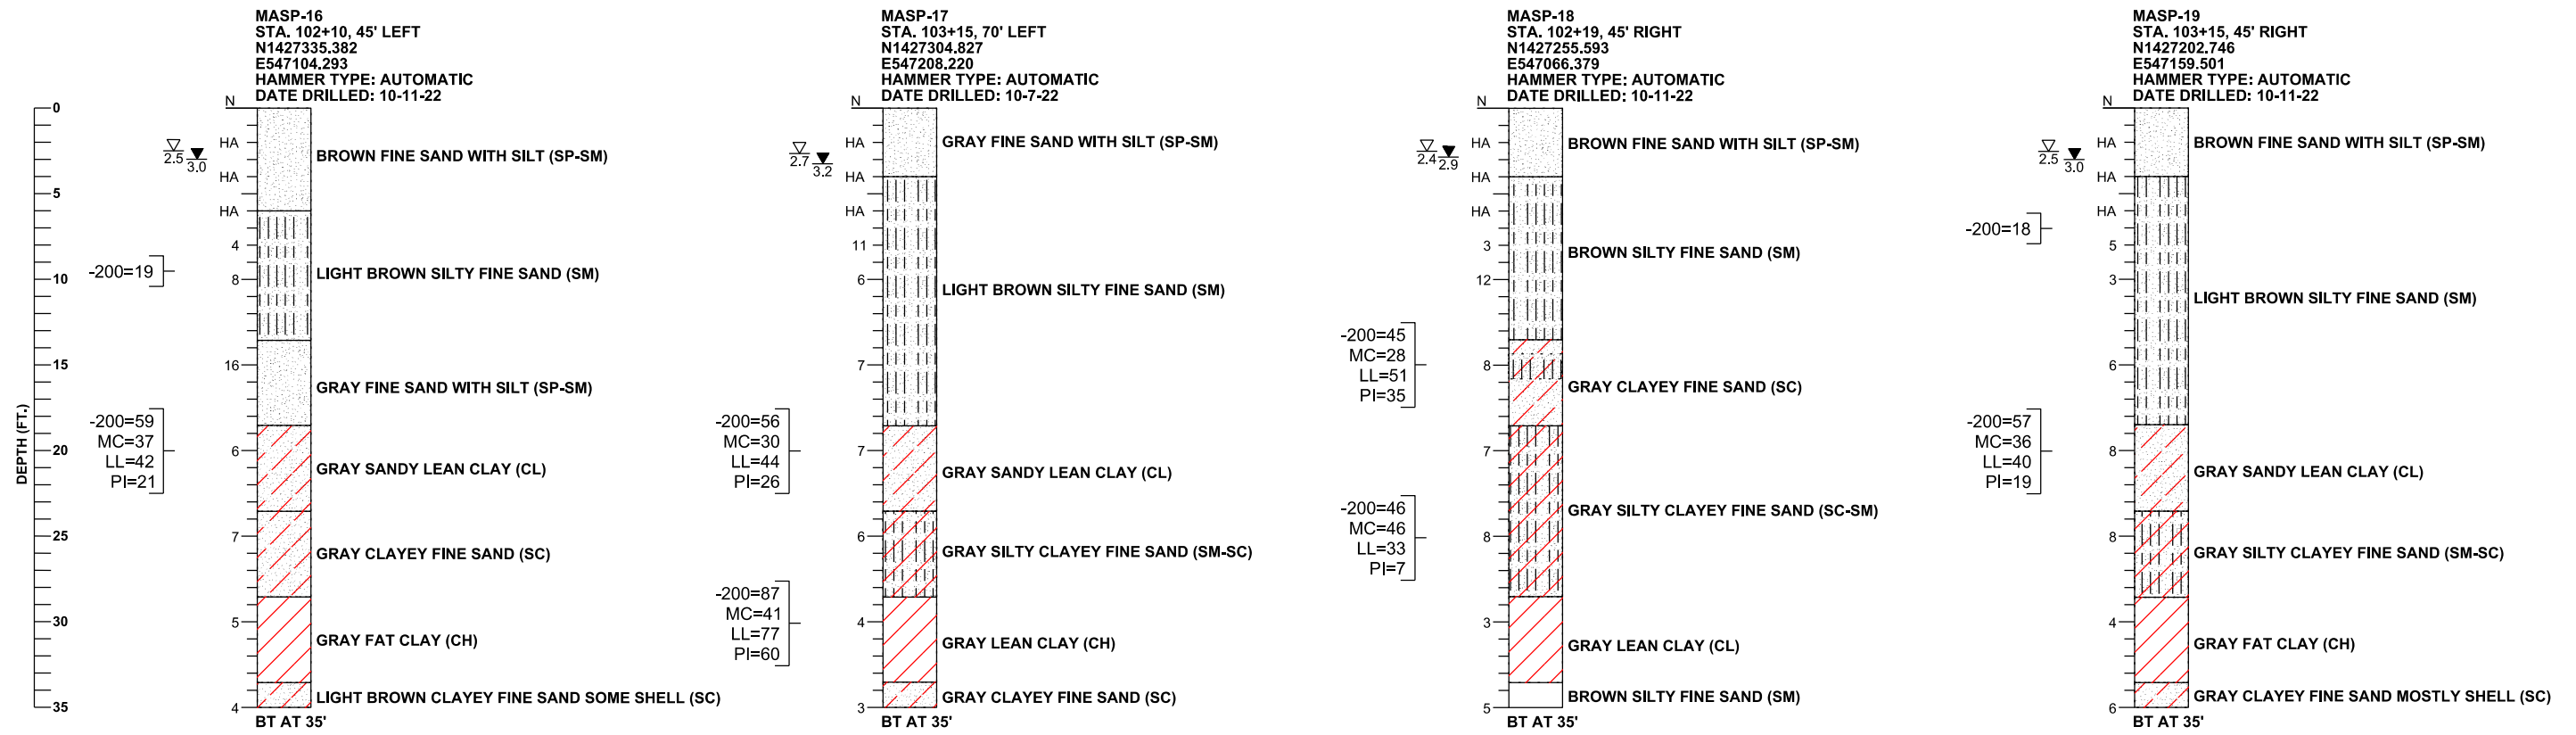 MASP-16
STA. 102+10, 45' LEFT
N1427335.382
E547104.293
HAMMER TYPE: AUTOMATIC
DATE DRILLED: 10-11-22
DEPTH (FT.)
0
5
10
15
20
25
30
35
N
HA
HA
HA
4
8
16
6
7
5
4
2.5
3.0
-200=19
-200=59
MC=37
LL=42
PI=21
BROWN FINE SAND WITH SILT (SP-SM)
LIGHT BROWN SILTY FINE SAND (SM)
GRAY FINE SAND WITH SILT (SP-SM)
GRAY SANDY LEAN CLAY (CL)
GRAY CLAYEY FINE SAND (SC)
GRAY FAT CLAY (CH)
LIGHT BROWN CLAYEY FINE SAND SOME SHELL (SC)
BT AT 35'
MASP-17
STA. 103+15, 70' LEFT
N1427304.827
E547208.220
HAMMER TYPE: AUTOMATIC
DATE DRILLED: 10-7-22
N
HA
HA
HA
11
6
7
7
6
4
3
2.7
3.2
-200=56
MC=30
LL=44
PI=26
-200=87
MC=41
LL=77
PI=60
GRAY FINE SAND WITH SILT (SP-SM)
LIGHT BROWN SILTY FINE SAND (SM)
GRAY SANDY LEAN CLAY (CL)
GRAY SILTY CLAYEY FINE SAND (SM-SC)
GRAY LEAN CLAY (CH)
GRAY CLAYEY FINE SAND (SC)
BT AT 35'
MASP-18
STA. 102+19, 45' RIGHT
N1427255.593
E547066.379
HAMMER TYPE: AUTOMATIC
DATE DRILLED: 10-11-22
N
HA
HA
HA
3
12
8
7
8
3
5
2.4
2.9
-200=45
MC=28
LL=51
PI=35
-200=46
MC=46
LL=33
PI=7
BROWN FINE SAND WITH SILT (SP-SM)
BROWN SILTY FINE SAND (SM)
GRAY CLAYEY FINE SAND (SC)
GRAY SILTY CLAYEY FINE SAND (SC-SM)
GRAY LEAN CLAY (CL)
BROWN SILTY FINE SAND (SM)
BT AT 35'
MASP-19
STA. 103+15, 45' RIGHT
N1427202.746
E547159.501
HAMMER TYPE: AUTOMATIC
DATE DRILLED: 10-11-22
N
HA
HA
HA
5
3
6
8
8
4
6
2.5
3.0
-200=18
-200=57
MC=36
LL=40
PI=19
BROWN FINE SAND WITH SILT (SP-SM)
LIGHT BROWN SILTY FINE SAND (SM)
GRAY SANDY LEAN CLAY (CL)
GRAY SILTY CLAYEY FINE SAND (SM-SC)
GRAY FAT CLAY (CH)
GRAY CLAYEY FINE SAND MOSTLY SHELL (SC)
BT AT 35'